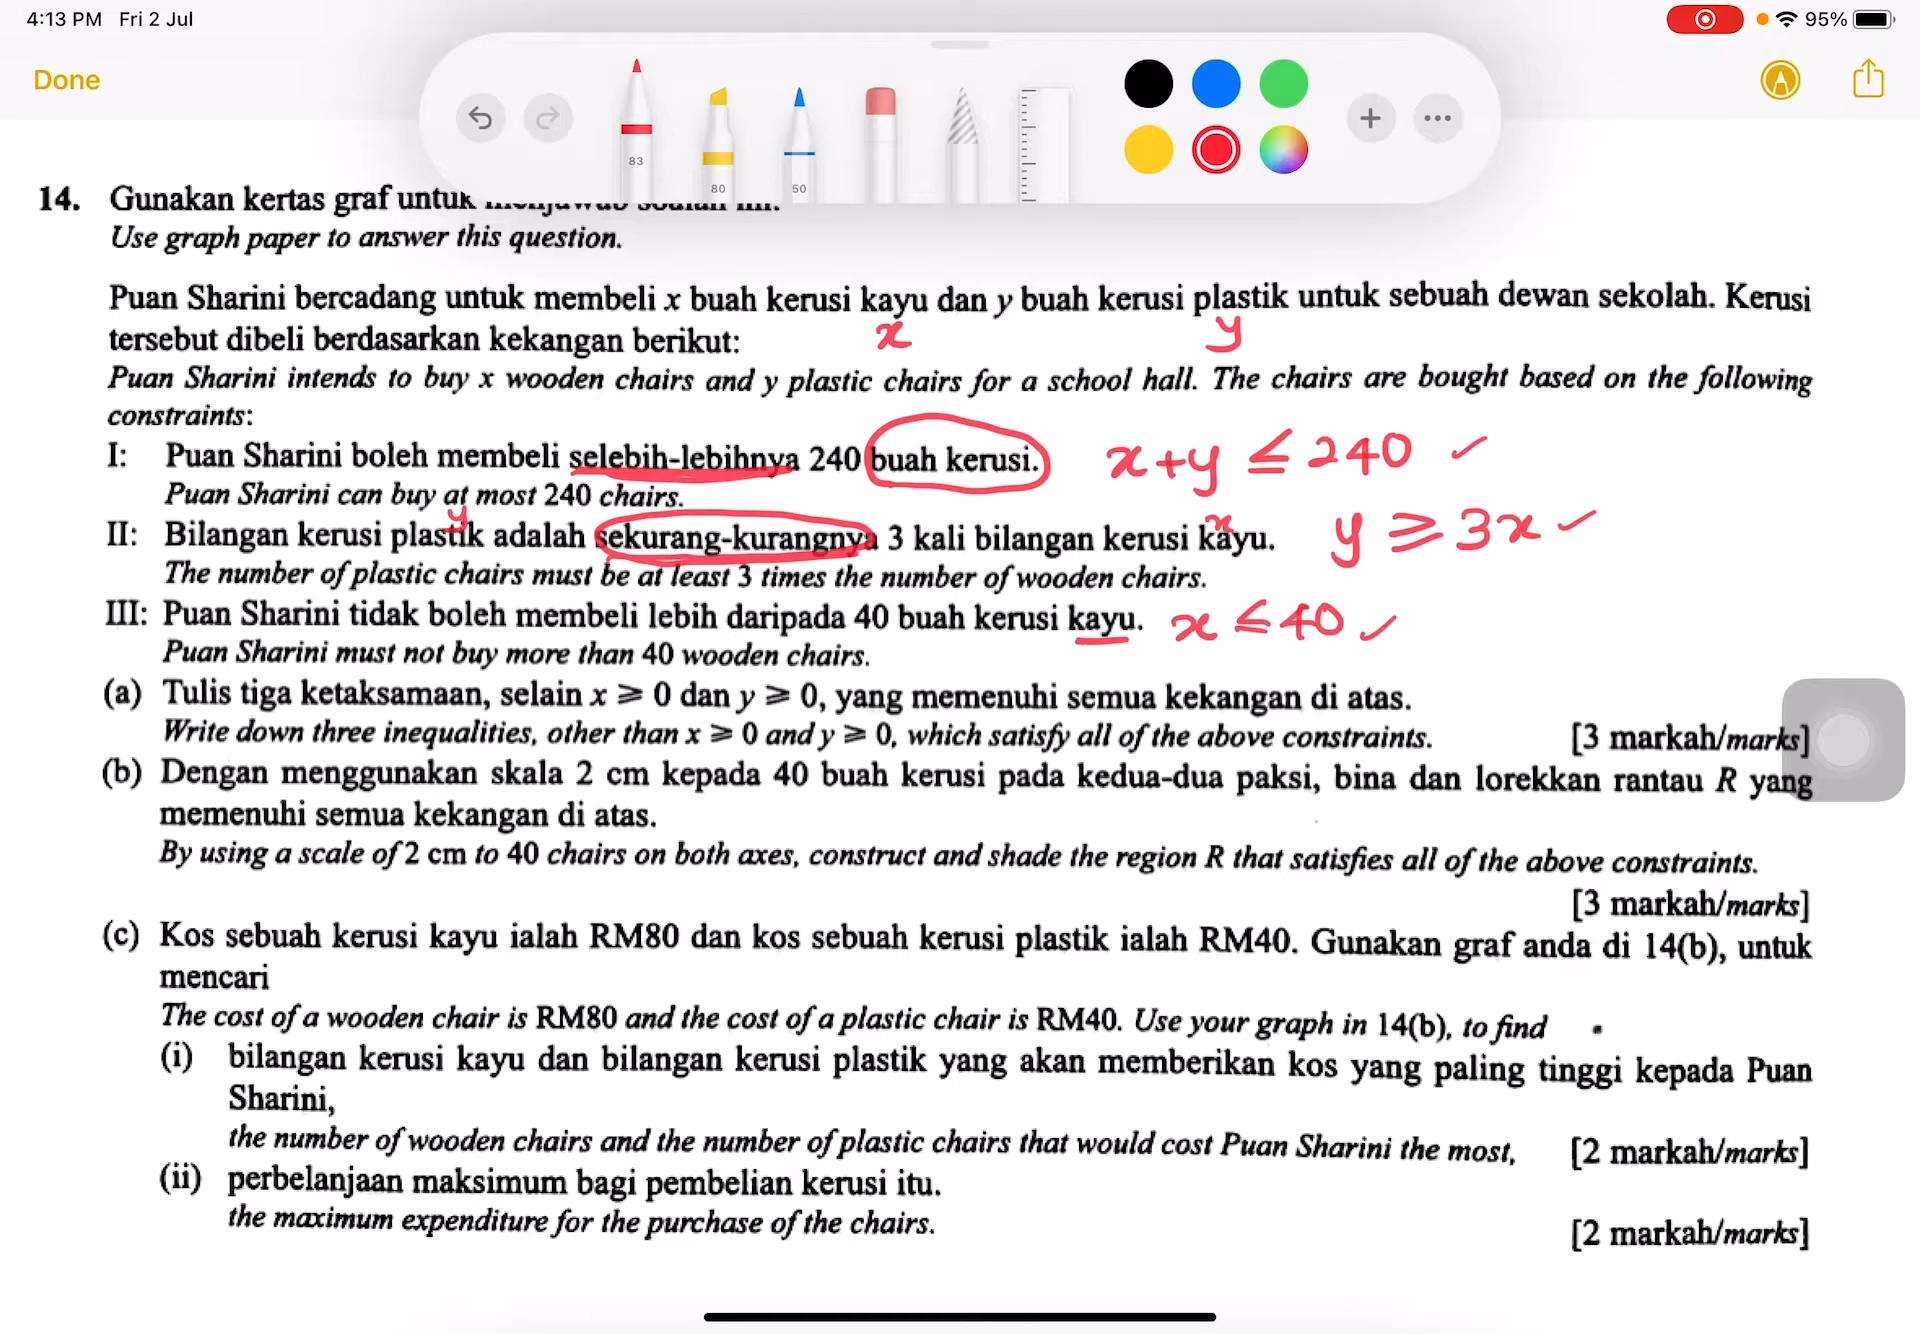 4:13 PM Fri 2 Jul
95%
Done
83
80
50
14. Gunakan kertas graf untuk
Use graph paper to answer this question.
Puan Sharini bercadang untuk membeli x buah kerusi kayu dan y buah kerusi plastik untuk sebuah dewan sekolah. Kerusi
tersebut dibeli berdasarkan kekangan berikut:
x y
Puan Sharini intends to buy x wooden chairs and y plastic chairs for a school hall. The chairs are bought based on the following
constraints:
I: Puan Sharini boleh membeli selebih-lebihnya 240 buah kerusi. x+y ≤ 240 ✓
Puan Sharini can buy at most 240 chairs.
y x
II: Bilangan kerusi plastik adalah sekurang-kurangnya 3 kali bilangan kerusi kayu. y ≥ 3x ✓
The number of plastic chairs must be at least 3 times the number of wooden chairs.
III: Puan Sharini tidak boleh membeli lebih daripada 40 buah kerusi kayu. x ≤ 40 ✓
Puan Sharini must not buy more than 40 wooden chairs.
(a) Tulis tiga ketaksamaan, selain x ⩾ 0 dan y ⩾ 0, yang memenuhi semua kekangan di atas.
Write down three inequalities, other than x ⩾ 0 and y ⩾ 0, which satisfy all of the above constraints. [3 markah/marks]
(b) Dengan menggunakan skala 2 cm kepada 40 buah kerusi pada kedua-dua paksi, bina dan lorekkan rantau R yang
memenuhi semua kekangan di atas.
By using a scale of 2 cm to 40 chairs on both axes, construct and shade the region R that satisfies all of the above constraints.
[3 markah/marks]
(c) Kos sebuah kerusi kayu ialah RM80 dan kos sebuah kerusi plastik ialah RM40. Gunakan graf anda di 14(b), untuk
mencari
The cost of a wooden chair is RM80 and the cost of a plastic chair is RM40. Use your graph in 14(b), to find
(i) bilangan kerusi kayu dan bilangan kerusi plastik yang akan memberikan kos yang paling tinggi kepada Puan
Sharini,
the number of wooden chairs and the number of plastic chairs that would cost Puan Sharini the most, [2 markah/marks]
(ii) perbelanjaan maksimum bagi pembelian kerusi itu.
the maximum expenditure for the purchase of the chairs.
[2 markah/marks]